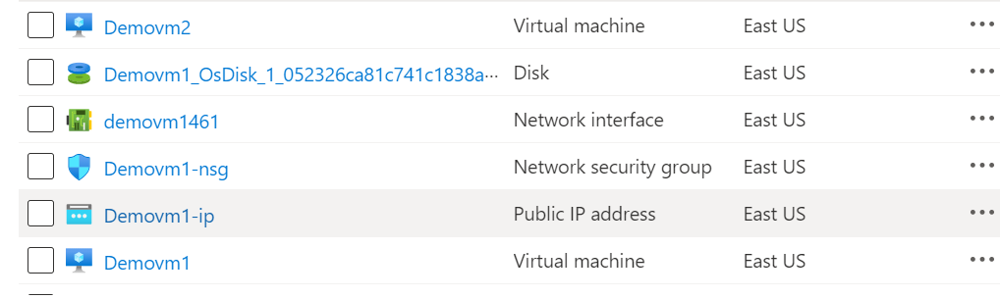 Demovm2 Virtual machine East US
Demovm1_OsDisk_1_052326ca81c741c1838a... Disk East US
demovm1461 Network interface East US
Demovm1-nsg Network security group East US
Demovm1-ip Public IP address East US
Demovm1 Virtual machine East US